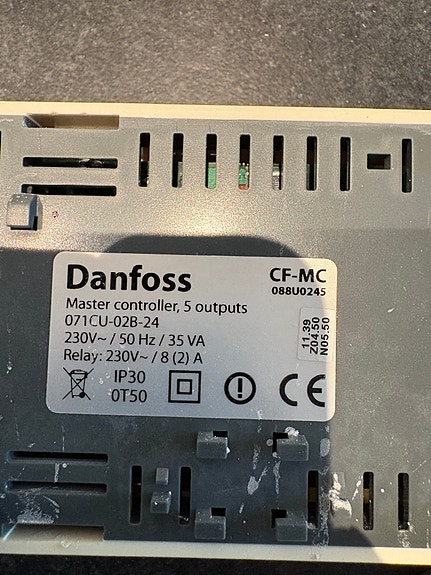 Danfoss
CF-MC
088U0245
Master controller, 5 outputs
071CU-02B-24
230V~ / 50 Hz / 35 VA
Relay: 230V~ / 8 (2) A
IP30
0T50
CE
11.39
Z04.50
N05:50